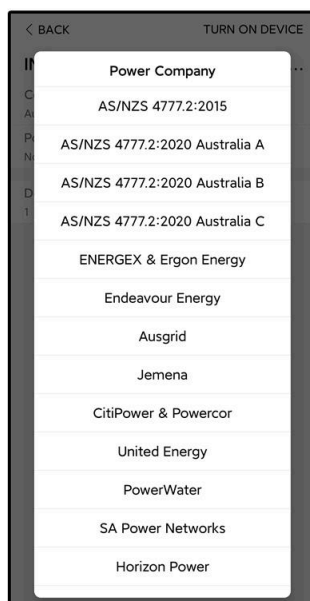 < BACK
TURN ON DEVICE
Power Company
AS/NZS 4777.2:2015
AS/NZS 4777.2:2020 Australia A
AS/NZS 4777.2:2020 Australia B
AS/NZS 4777.2:2020 Australia C
ENERGEX & Ergon Energy
Endeavour Energy
Ausgrid
Jemena
CitiPower & Powercor
United Energy
PowerWater
SA Power Networks
Horizon Power